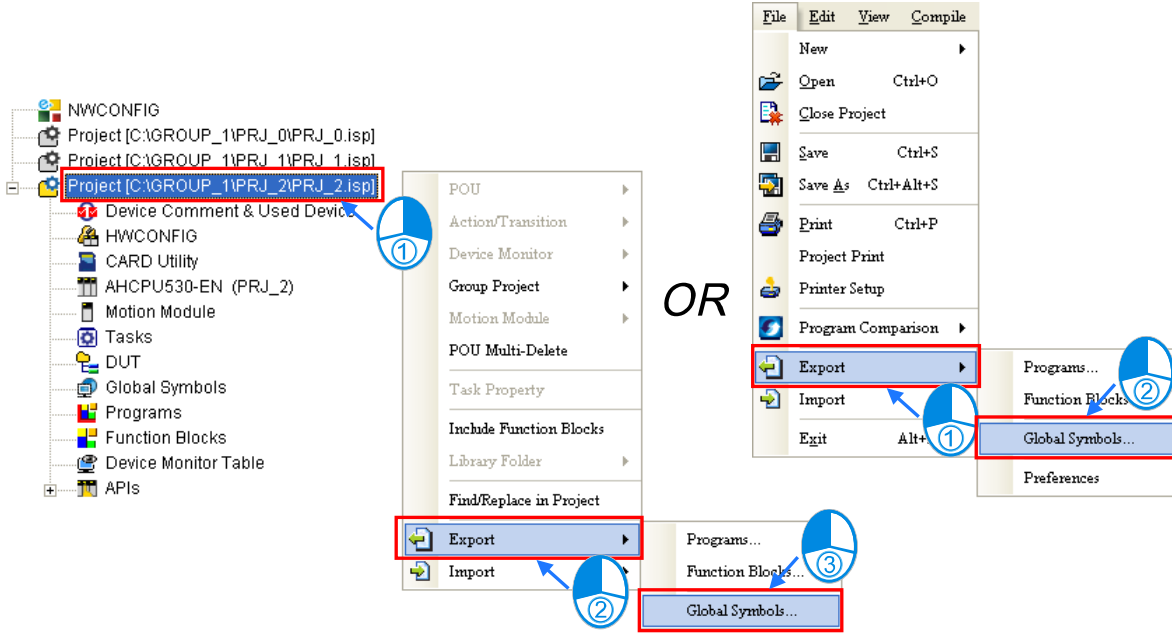 NWCONFIG
Project [C:\GROUP_1\PRJ_0\PRJ_0.isp]
Project [C:\GROUP_1\PRJ_1\PRJ_1.isp]
Project [C:\GROUP_1\PRJ_2\PRJ_2.isp]
Device Comment & Used Device
HWCONFIG
CARD Utility
AHCPU530-EN (PRJ_2)
Motion Module
Tasks
DUT
Global Symbols
Programs
Function Blocks
Device Monitor Table
APIs
①
POU
Action/Transition
Device Monitor
Group Project
Motion Module
POU Multi-Delete
Task Property
Include Function Blocks
Library Folder
Find/Replace in Project
Export
Import
②
Programs...
Function Blocks...
Global Symbols...
③
OR
File Edit View Compile
New
Open Ctrl+O
Close Project
Save Ctrl+S
Save As Ctrl+Alt+S
Print Ctrl+P
Project Print
Printer Setup
Program Comparison
Export
Import
Exit Alt+
①
Programs...
Function Blocks
Global Symbols...
Preferences
②